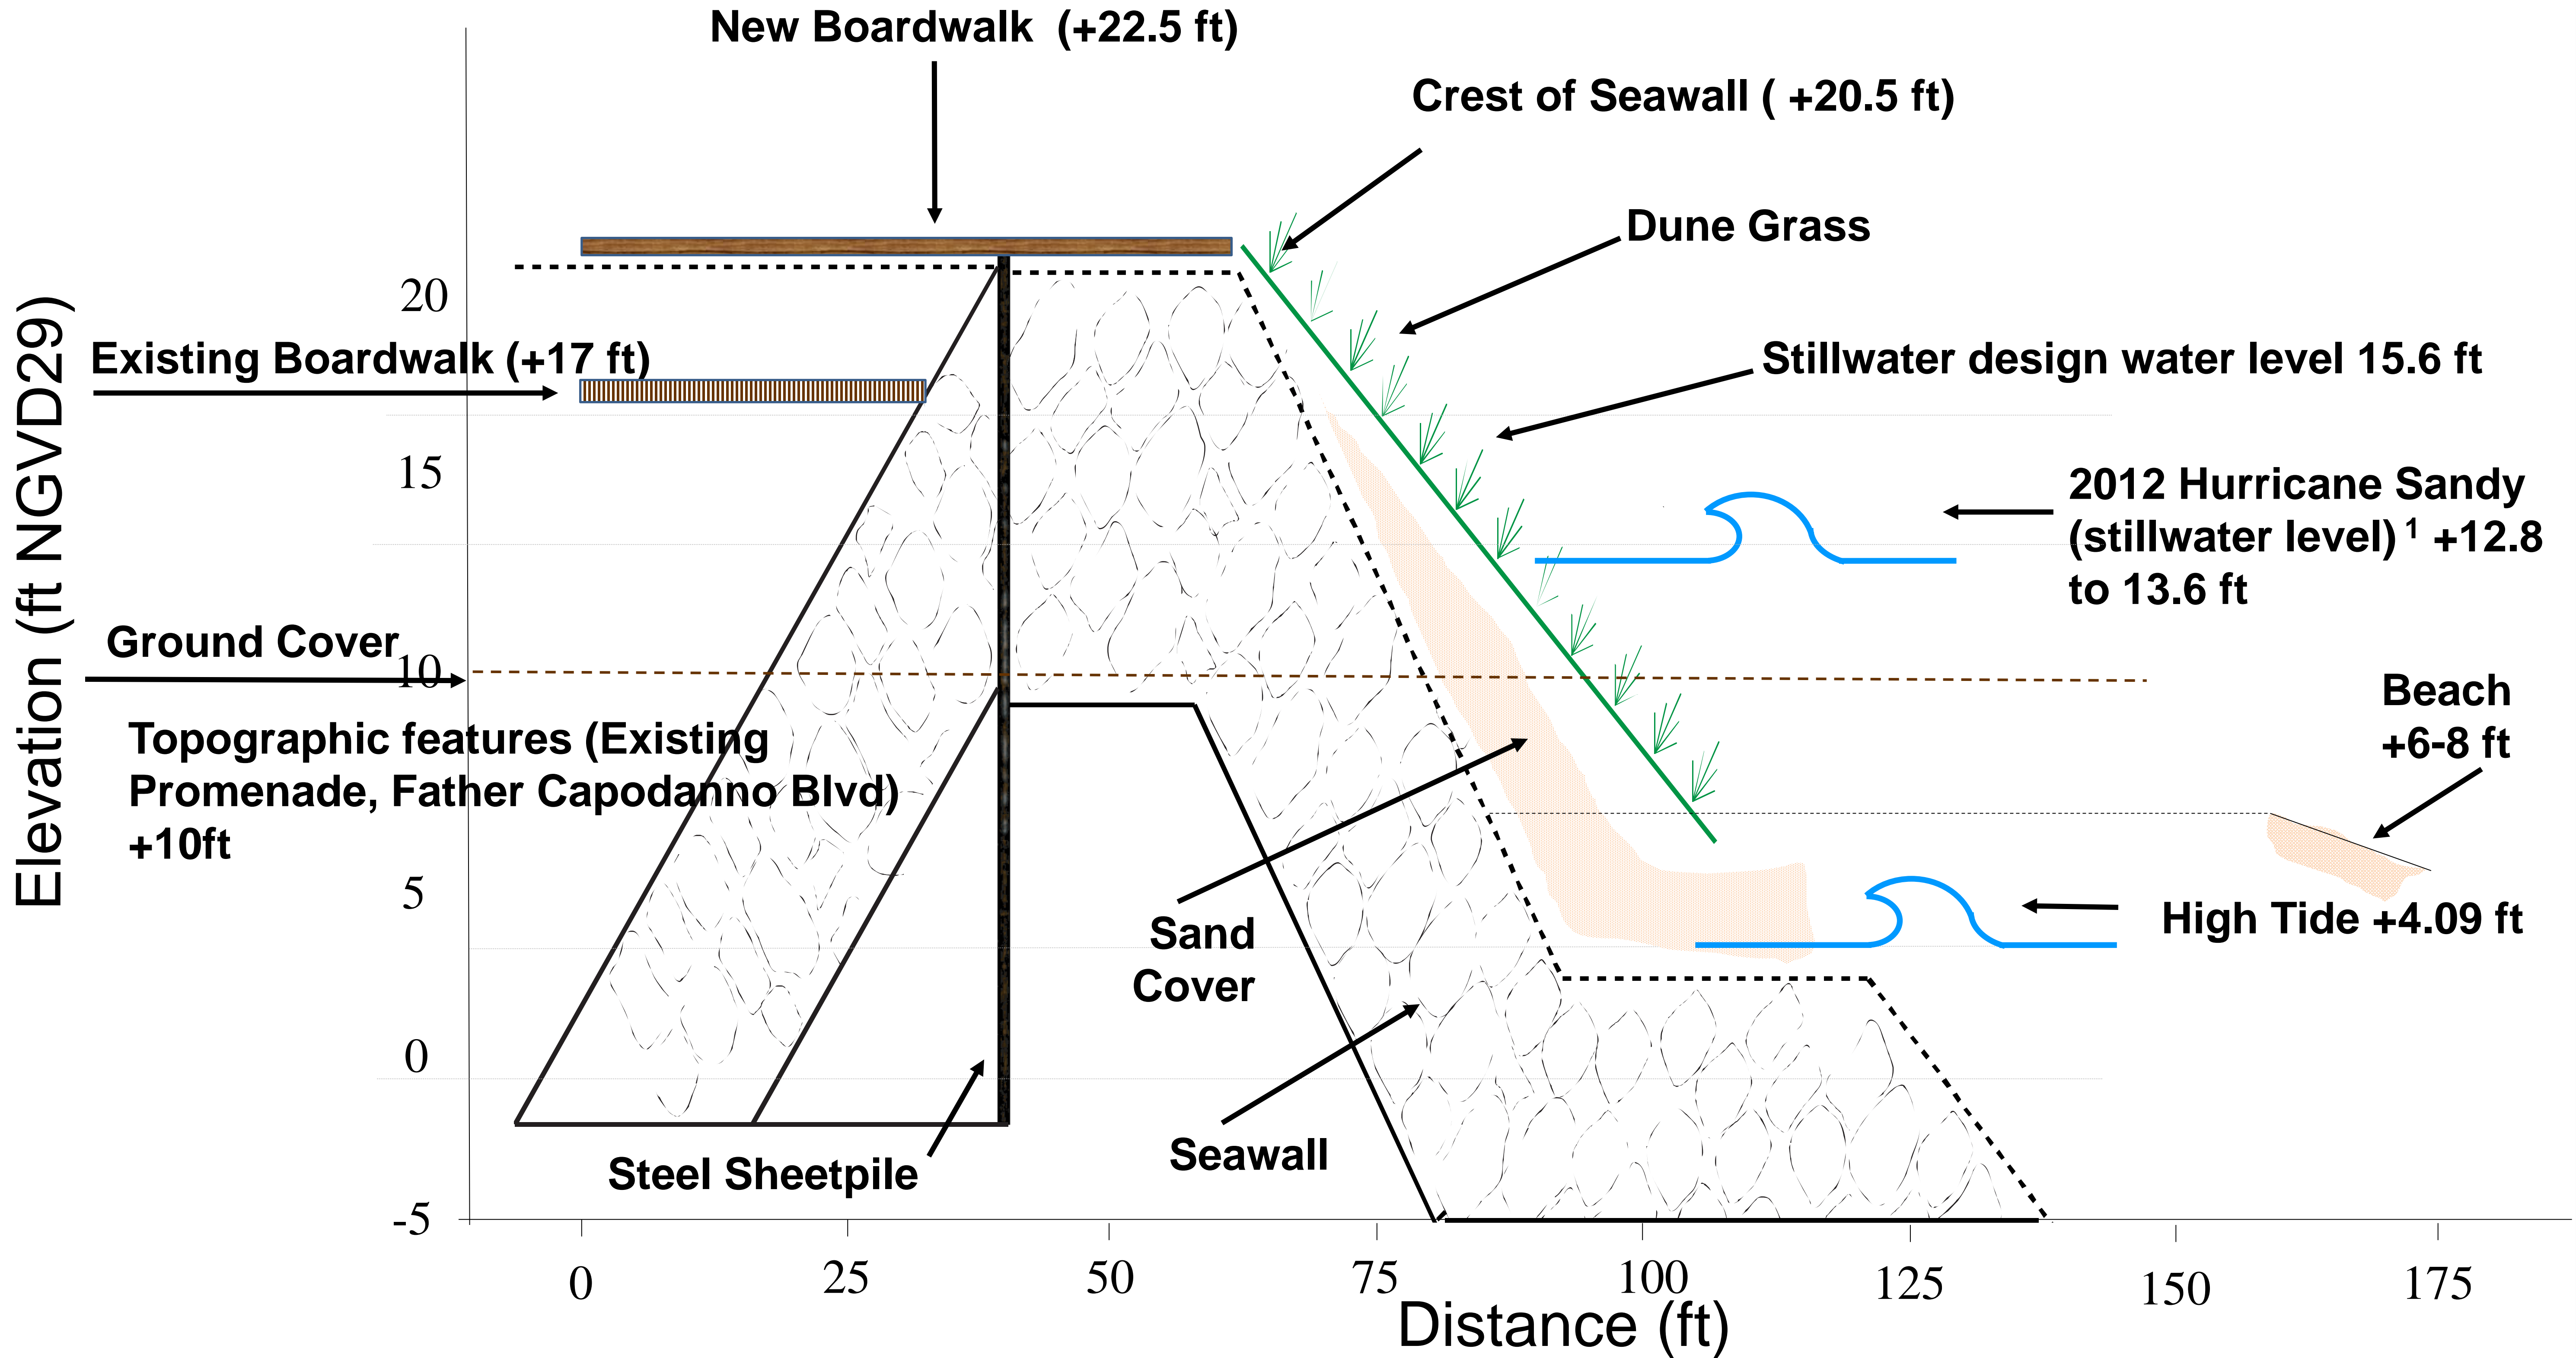 New Boardwalk (+22.5 ft)
Crest of Seawall ( +20.5 ft)
Dune Grass
20
Existing Boardwalk (+17 ft)
Stillwater design water level 15.6 ft
15
2012 Hurricane Sandy
(stillwater level) ¹ +12.8
to 13.6 ft
Elevation (ft NGVD29)
Ground Cover
10
Beach
+6-8 ft
Topographic features (Existing
Promenade, Father Capodanno Blvd)
+10ft
5
Sand
Cover
High Tide +4.09 ft
0
Steel Sheetpile
Seawall
-5
0 25 50 75 100 125 150 175
Distance (ft)